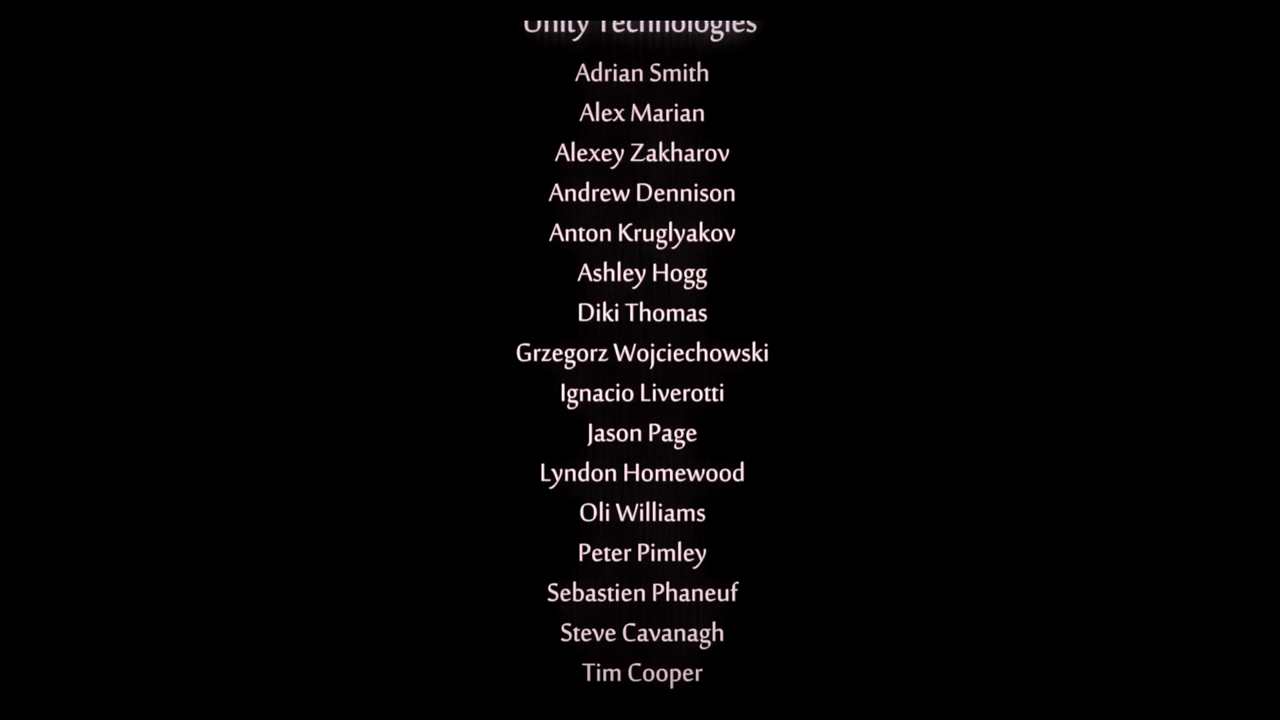 Unity Technologies
Adrian Smith
Alex Marian
Alexey Zakharov
Andrew Dennison
Anton Kruglyakov
Ashley Hogg
Diki Thomas
Grzegorz Wojciechowski
Ignacio Liverotti
Jason Page
Lyndon Homewood
Oli Williams
Peter Pimley
Sebastien Phaneuf
Steve Cavanagh
Tim Cooper